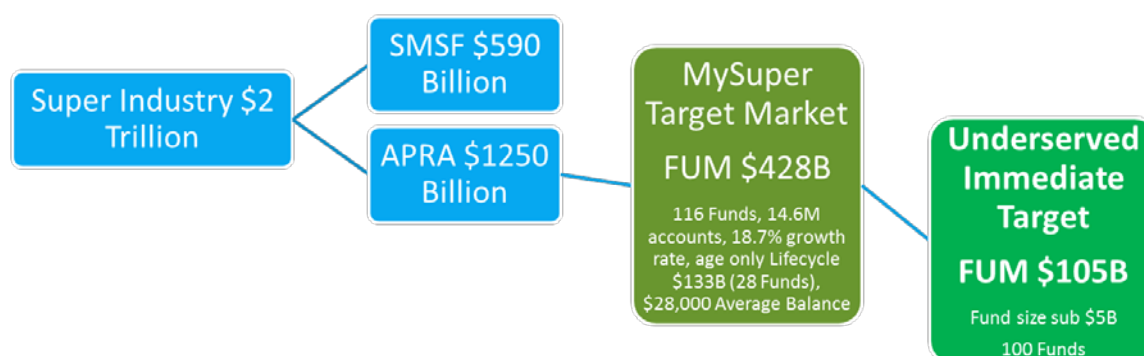 Super Industry $2
Trillion
SMSF $590
Billion
APRA $1250
Billion
MySuper
Target Market
FUM $428B
116 Funds, 14.6M
accounts, 18.7% growth
rate, age only Lifecycle
$133B (28 Funds),
$28,000 Average Balance
Underserved
Immediate
Target
FUM $105B
Fund size sub $5B
100 Funds